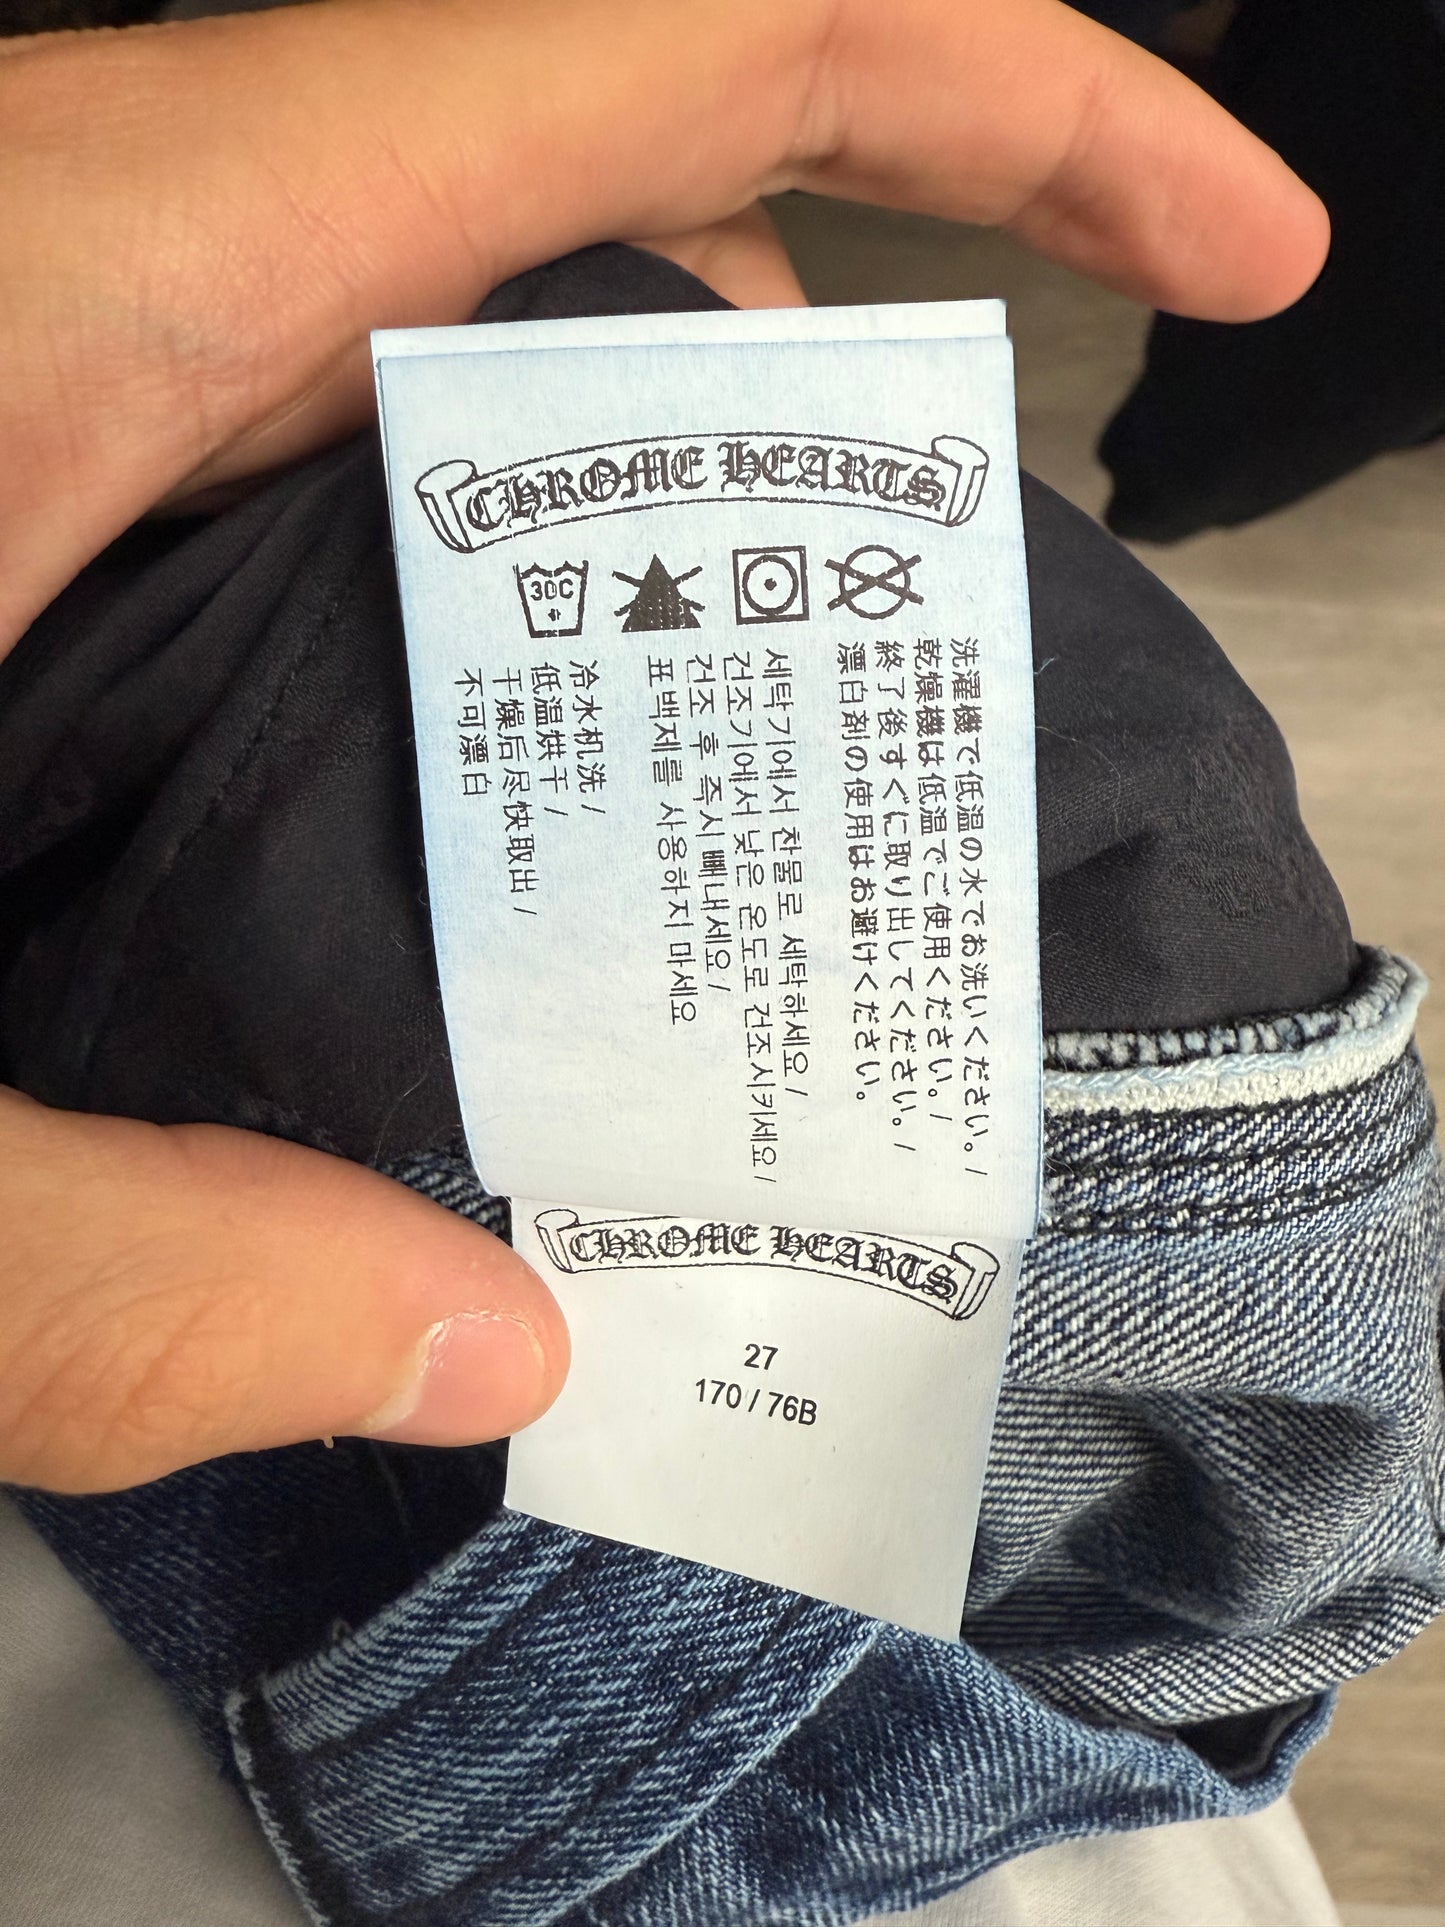 CHROME HEARTS
30C
洗濯機で低温の水でお洗いください。/
乾燥機は低温でご使用ください。/
終了後すぐに取り出してください。/
漂白剤の使用はお避けください。
세탁기에서 찬물로 세탁하세요/
건조기에서 낮은 온도로 건조시키세요/
건조 후 즉시 빼내세요/
표백제를 사용하지 마세요
冷水机洗/
低温烘干/
干燥后尽快取出/
不可漂白
CHROME HEARTS
27
170 / 76B